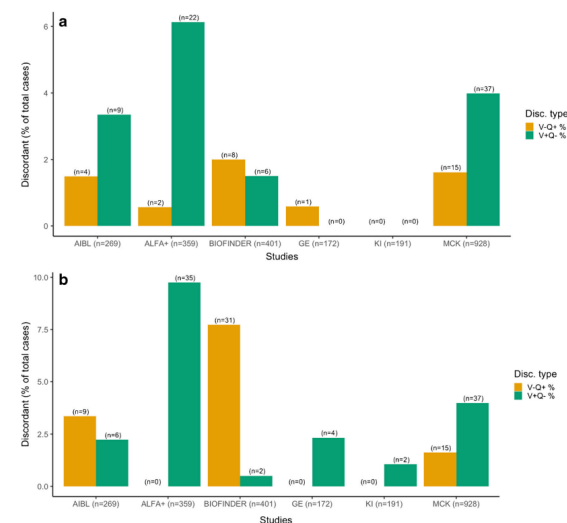 a
Discordant (% of total cases)
6
4
2
0
(n=4)
(n=9)
(n=2)
(n=22)
(n=8)
(n=6)
(n=1)
(n=0)
(n=0)
(n=0)
(n=15)
(n=37)
AIBL (n=269) ALFA+ (n=359) BIOFINDER (n=401) GE (n=172) KI (n=191) MCK (n=928)
Studies
Disc. type
V-Q+ %
V+Q- %
b
Discordant (% of total cases)
10.0
7.5
5.0
2.5
0.0
(n=9)
(n=6)
(n=0)
(n=35)
(n=31)
(n=2)
(n=0)
(n=4)
(n=0)
(n=2)
(n=15)
(n=37)
AIBL (n=269) ALFA+ (n=359) BIOFINDER (n=401) GE (n=172) KI (n=191) MCK (n=928)
Studies
Disc. type
V-Q+ %
V+Q- %